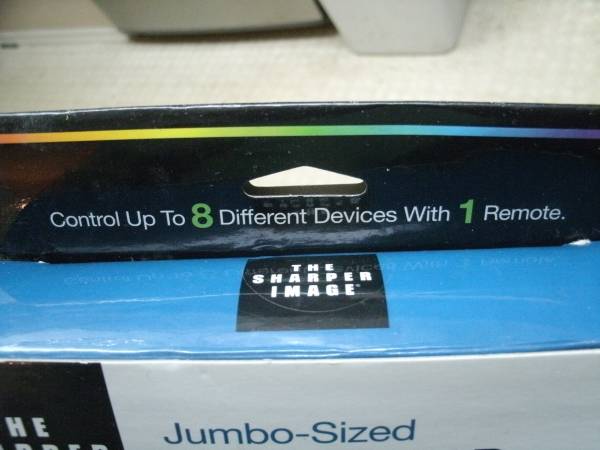 Control Up To 8 Different Devices With 1 Remote.
THE
SHARPER
IMAGE
HE
Jumbo-Sized